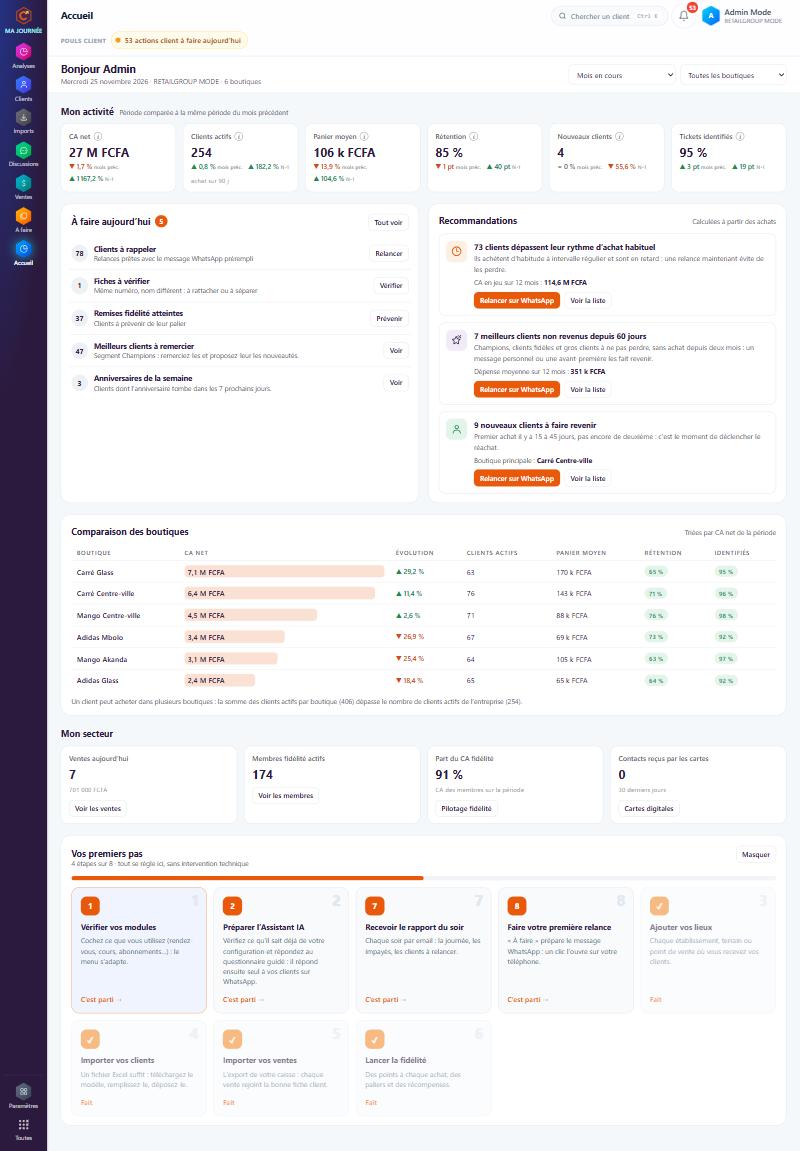 MA JOURNÉE
Analyses
Clients
Imports
Discussions
Ventes
À faire
Accueil
Paramètres
Toutes
Accueil
Chercher un client Ctrl K
53
A
Admin Mode
RETAILGROUP MODE
POULS CLIENT
53 actions client à faire aujourd'hui
Bonjour Admin
Mercredi 25 novembre 2026 · RETAILGROUP MODE · 6 boutiques
Mois en cours
Toutes les boutiques
Mon activité Période comparée à la même période du mois précédent
CA net i
27 M FCFA
▼ 1,7 % mois préc.
▲ 1 167,2 % N-1
Clients actifs i
254
▲ 0,8 % mois préc. ▲ 182,2 % N-1
achat sur 90 j
Panier moyen i
106 k FCFA
▼ 13,9 % mois préc.
▲ 104,6 % N-1
Rétention i
85 %
▼ 1 pt mois préc. ▲ 40 pt N-1
Nouveaux clients i
4
= 0 % mois préc. ▼ 55,6 % N-1
Tickets identifiés i
95 %
▲ 3 pt mois préc. ▲ 19 pt N-1
À faire aujourd'hui 5
Tout voir
78
Clients à rappeler
Relances prêtes avec le message WhatsApp prérempli
Relancer
1
Fiches à vérifier
Même numéro, nom différent : à rattacher ou à séparer
Vérifier
37
Remises fidélité atteintes
Clients à prévenir de leur palier
Prévenir
47
Meilleurs clients à remercier
Segment Champions : remerciez-les et proposez-leur les nouveautés.
Voir
3
Anniversaires de la semaine
Clients dont l'anniversaire tombe dans les 7 prochains jours.
Voir
Recommandations
Calculées à partir des achats
73 clients dépassent leur rythme d'achat habituel
Ils achètent d'habitude à intervalle régulier et sont en retard : une relance maintenant évite de
les perdre.
CA en jeu sur 12 mois : 114,6 M FCFA
Relancer sur WhatsApp
Voir la liste
7 meilleurs clients non revenus depuis 60 jours
Champions, clients fidèles et gros clients à ne pas perdre, sans achat depuis deux mois : un
message personnel ou une avant-première les fait revenir.
Dépense moyenne sur 12 mois : 351 k FCFA
Relancer sur WhatsApp
Voir la liste
9 nouveaux clients à faire revenir
Premier achat il y a 15 à 45 jours, pas encore de deuxième : c'est le moment de déclencher le
réachat.
Boutique principale : Carré Centre-ville
Relancer sur WhatsApp
Voir la liste
Comparaison des boutiques
Triées par CA net de la période
BOUTIQUE CA NET ÉVOLUTION CLIENTS ACTIFS PANIER MOYEN RÉTENTION IDENTIFIÉS
Carré Glass 7,1 M FCFA ▲ 29,2 % 63 170 k FCFA 65 % 95 %
Carré Centre-ville 6,4 M FCFA ▲ 11,4 % 76 143 k FCFA 71 % 96 %
Mango Centre-ville 4,5 M FCFA ▲ 2,6 % 71 88 k FCFA 76 % 98 %
Adidas Mbolo 3,4 M FCFA ▼ 26,9 % 67 69 k FCFA 73 % 92 %
Mango Akanda 3,1 M FCFA ▼ 25,4 % 64 105 k FCFA 63 % 97 %
Adidas Glass 2,4 M FCFA ▼ 18,4 % 65 65 k FCFA 64 % 92 %
Un client peut acheter dans plusieurs boutiques : la somme des clients actifs par boutique (406) dépasse le nombre de clients actifs de l'entreprise (254).
Mon secteur
Ventes aujourd'hui
7
701 000 FCFA
Voir les ventes
Membres fidélité actifs
174
Voir les membres
Part du CA fidélité
91 %
CA des membres sur la période
Pilotage fidélité
Contacts reçus par les cartes
0
30 derniers jours
Cartes digitales
Vos premiers pas
4 étapes sur 8 · tout se règle ici, sans intervention technique
Masquer
1
1
Vérifier vos modules
Cochez ce que vous utilisez (rendez-
vous, cours, abonnements…) : le
menu s'adapte.
C'est parti →
2
2
Préparer l'Assistant IA
Vérifiez ce qu'il sait déjà de votre
configuration et répondez au
questionnaire guidé : il répond
ensuite seul à vos clients sur
WhatsApp.
C'est parti →
7
7
Recevoir le rapport du soir
Chaque soir par email : la journée, les
impayés, les clients à relancer.
C'est parti →
8
8
Faire votre première relance
« À faire » prépare le message
WhatsApp : un clic l'ouvre sur votre
téléphone.
C'est parti →
✓
3
Ajouter vos lieux
Chaque établissement, terrain ou
point de vente où vous recevez vos
clients.
Fait
✓
4
Importer vos clients
Un fichier Excel suffit : téléchargez le
modèle, remplissez-le, déposez-le.
Fait
✓
5
Importer vos ventes
L'export de votre caisse : chaque
vente rejoint la bonne fiche client.
Fait
✓
6
Lancer la fidélité
Des points à chaque achat, des
paliers et des récompenses.
Fait